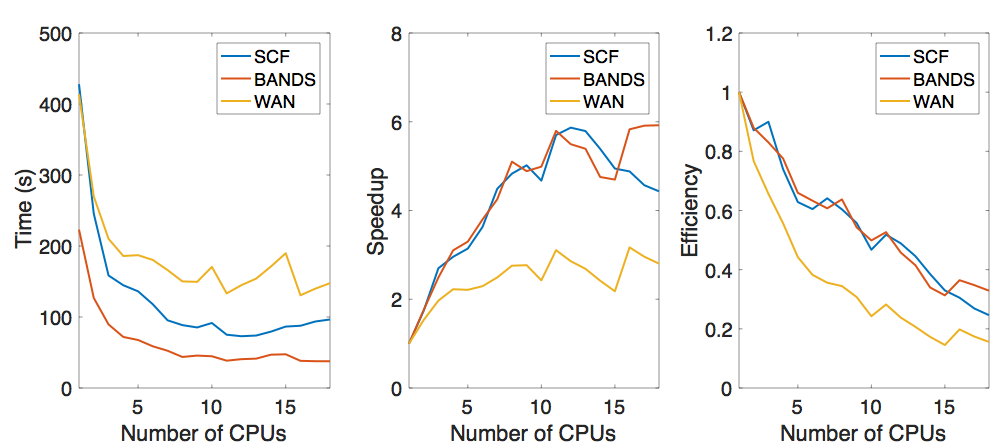 500
400
300
200
100
0
5
10
15
Time (s)
Number of CPUs
SCF
BANDS
WAN
8
6
4
2
0
5
10
15
Speedup
Number of CPUs
SCF
BANDS
WAN
1.2
1
0.8
0.6
0.4
0.2
0
5
10
15
Efficiency
Number of CPUs
SCF
BANDS
WAN